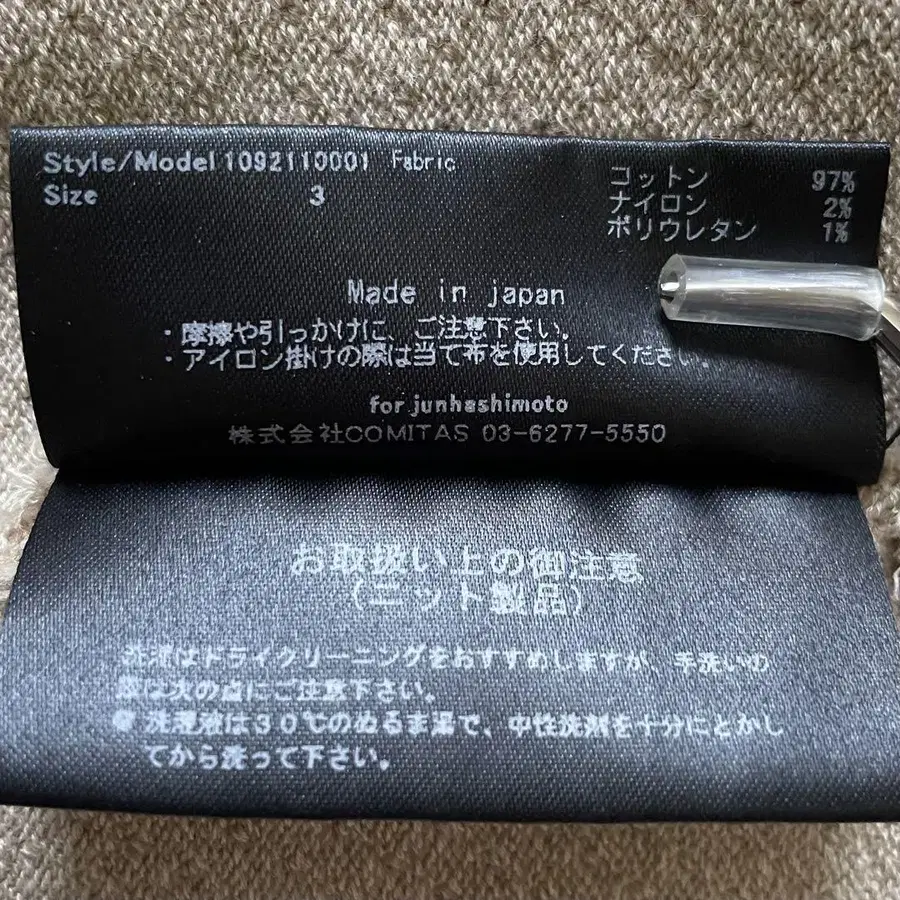 Style/Model 1092110001 Fabric
Size 3
コットン 97%
ナイロン 2%
ポリウレタン 1%
Made in japan
・摩擦や引っかけに、ご注意下さい。
・アイロン掛けの際は当て布を使用してください。
for junhashimoto
株式会社COMITAS 03-6277-5550
お取扱い上の御注意
(ニット製品)
洗濯はドライクリーニングをおすすめしますが、手洗いの
際は次の点にご注意下さい。
●洗濯液は30℃のぬるま湯で、中性洗剤を十分にとかし
てから洗って下さい。